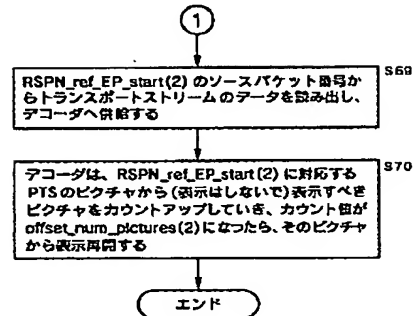 1
RSPN_ref_EP_start(2) のソースパケット番号か
らトランスポートストリームのデータを読み出し、
デコーダへ供給する
S69
デコーダは、RSPN_ref_EP_start(2) に対応する
PTSのピクチャから(表示はしないで)表示すべき
ピクチャをカウントアップしていき、カウント値が
offset_num_pictures(2)になったら、そのピクチャ
から表示再開する
S70
エンド